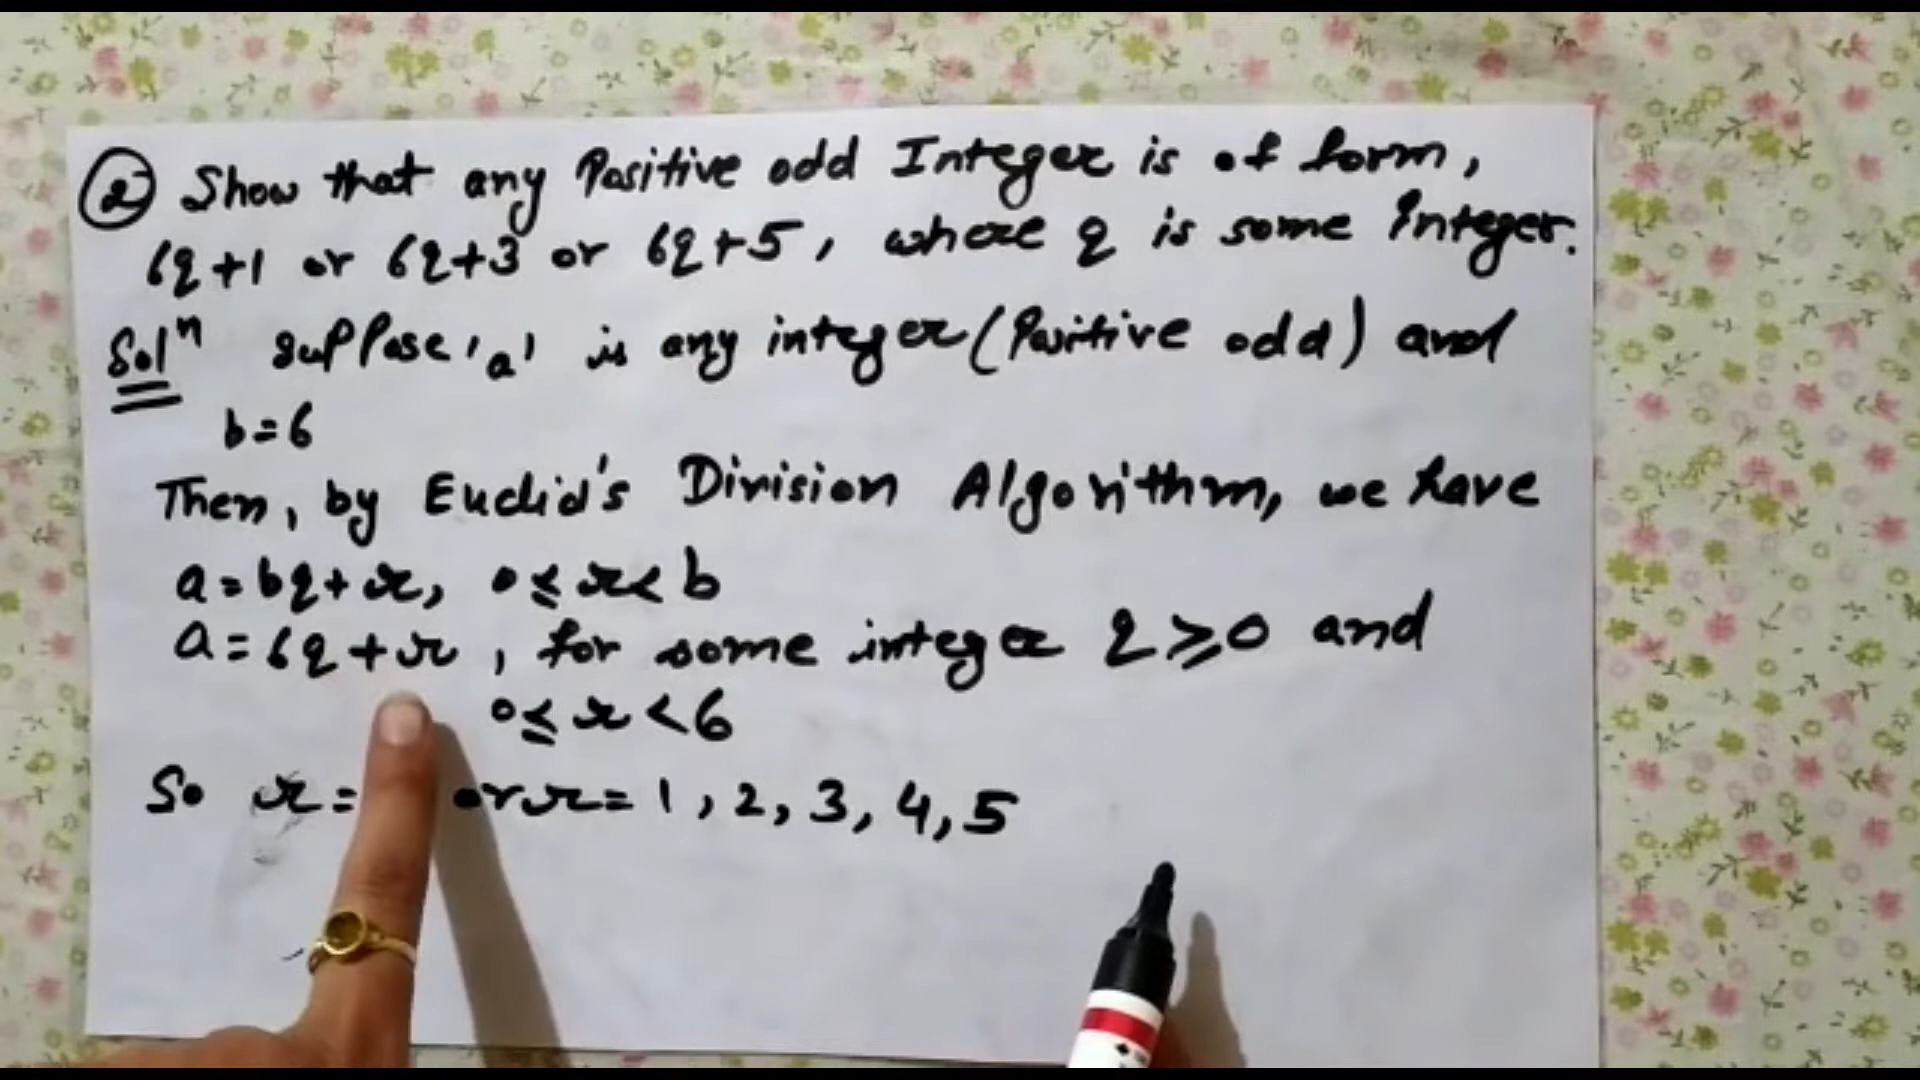 ② Show that any Positive odd Integer is of form,
6q+1 or 6q+3 or 6q+5, where q is some Integer.
Solⁿ suppose 'a' is any integer (Positive odd) and
b=6
Then, by Euclid's Division Algorithm, we have
a=bq+r, 0≤r<b
a=6q+r, for some integer q≥0 and
0≤r<6
So r= or r=1,2,3,4,5